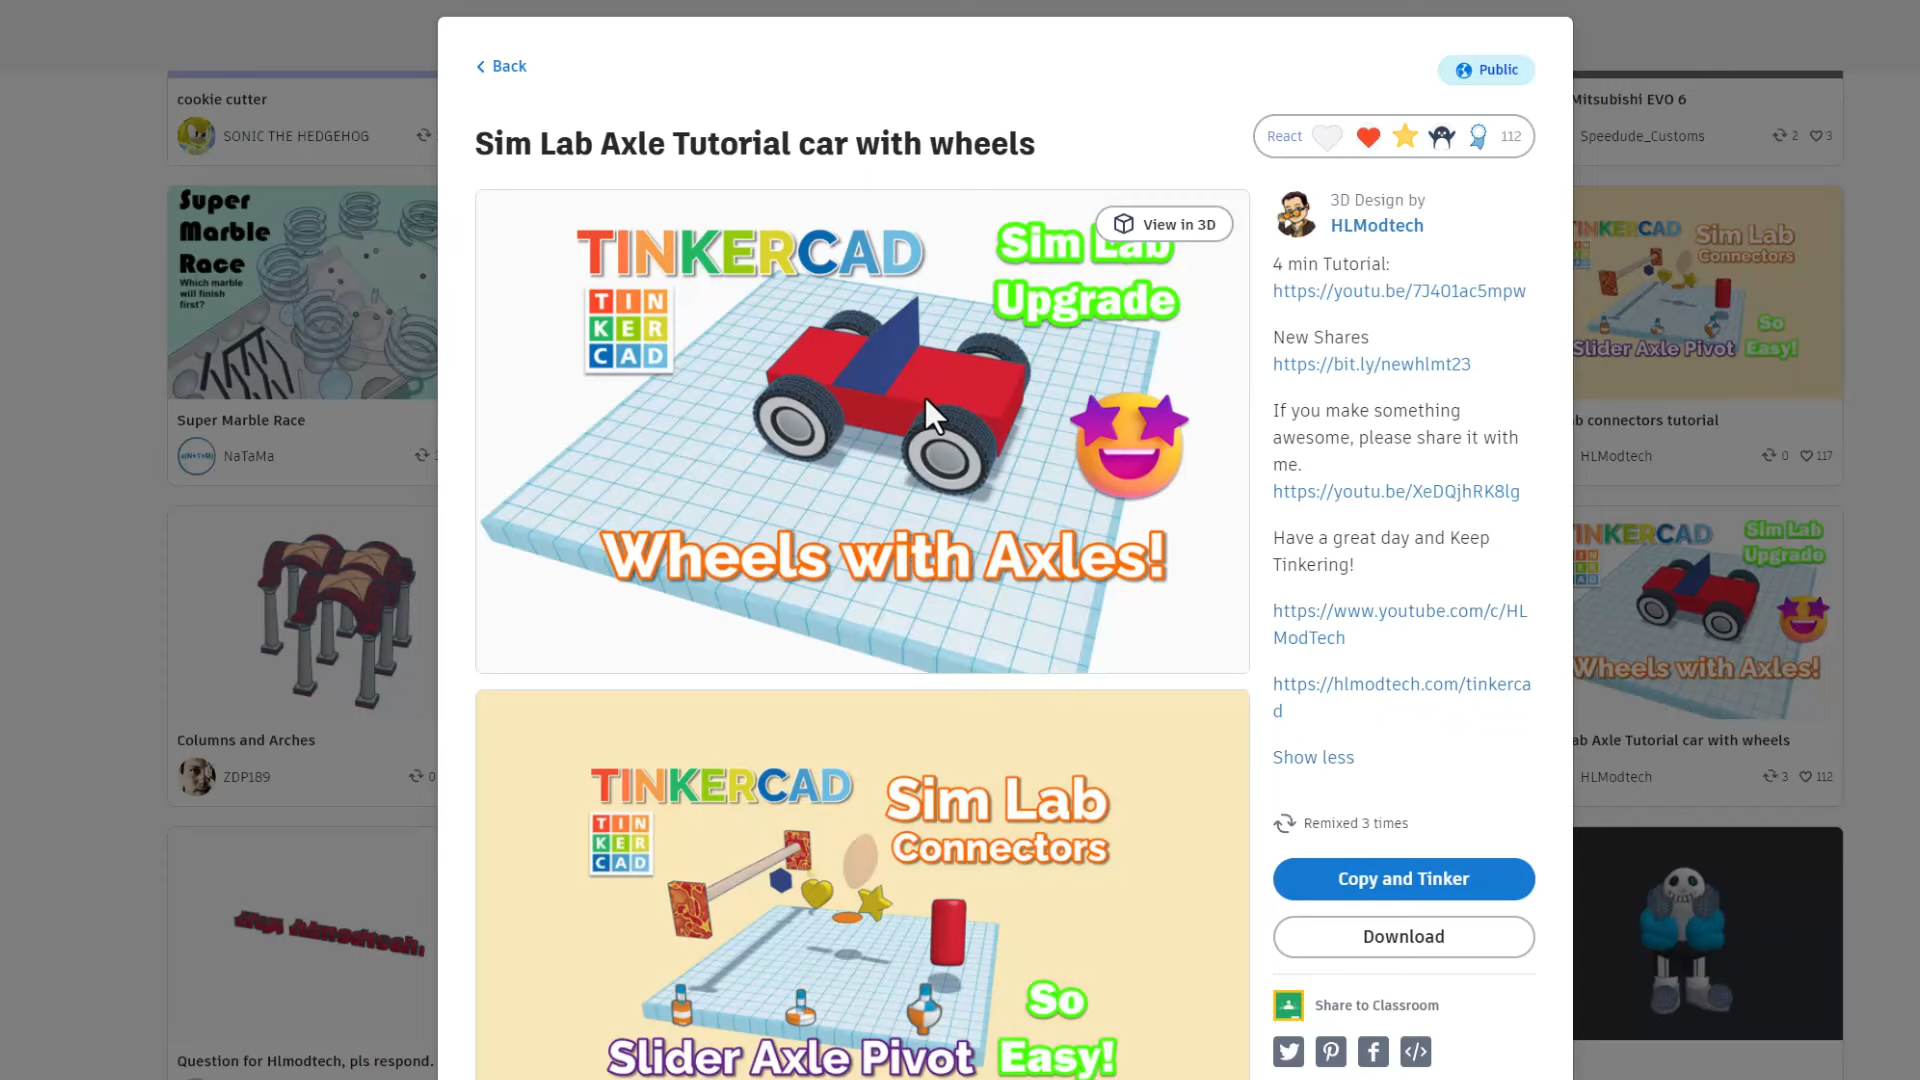 Back
Public
Sim Lab Axle Tutorial car with wheels
React
112
View in 3D
TINKERCAD
TIN
KER
CAD
Sim Lab
Upgrade
Wheels with Axles!
3D Design by
HLModtech
4 min Tutorial:
https://youtu.be/7J401ac5mpw
New Shares
https://bit.ly/newhlmt23
If you make something
awesome, please share it with
me.
https://youtu.be/XeDQjhRK8lg
Have a great day and Keep
Tinkering!
https://www.youtube.com/c/HL
ModTech
https://hlmodtech.com/tinkerca
d
Show less
Remixed 3 times
Copy and Tinker
Download
Share to Classroom
TINKERCAD
TIN
KER
CAD
Sim Lab
Connectors
So
Slider Axle Pivot Easy!
cookie cutter
SONIC THE HEDGEHOG
Super
Marble
Race
Which marble
will finish
first?
Super Marble Race
NaTaMa
Columns and Arches
ZDP189
0
Question for Hlmodtech, pls respond.
Mitsubishi EVO 6
Speedude_Customs
2
3
TINKERCAD
Sim Lab
Connectors
So
Slider Axle Pivot Easy!
b connectors tutorial
HLModtech
0
117
TINKERCAD
Sim Lab
Upgrade
Wheels with Axles!
ab Axle Tutorial car with wheels
HLModtech
3
112